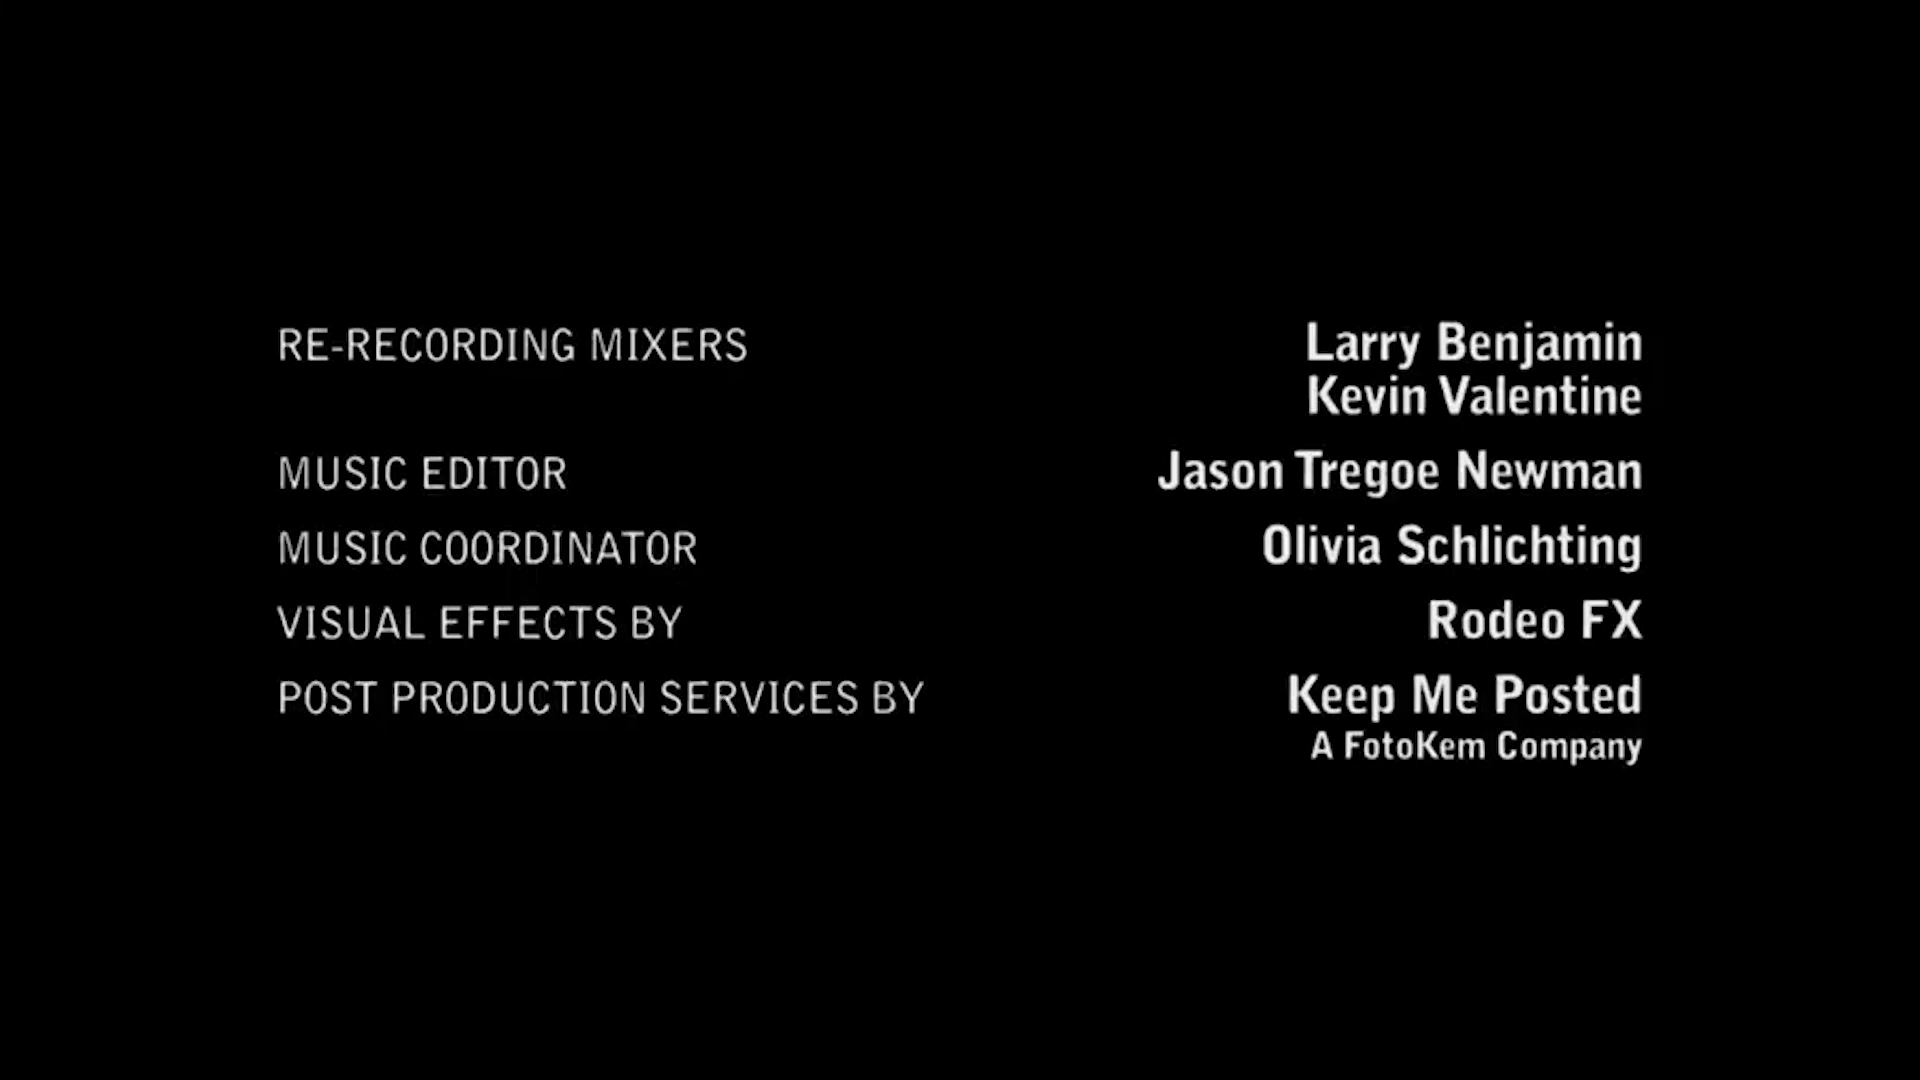 RE-RECORDING MIXERS Larry Benjamin
Kevin Valentine
MUSIC EDITOR Jason Tregoe Newman
MUSIC COORDINATOR Olivia Schlichting
VISUAL EFFECTS BY Rodeo FX
POST PRODUCTION SERVICES BY Keep Me Posted
A FotoKem Company